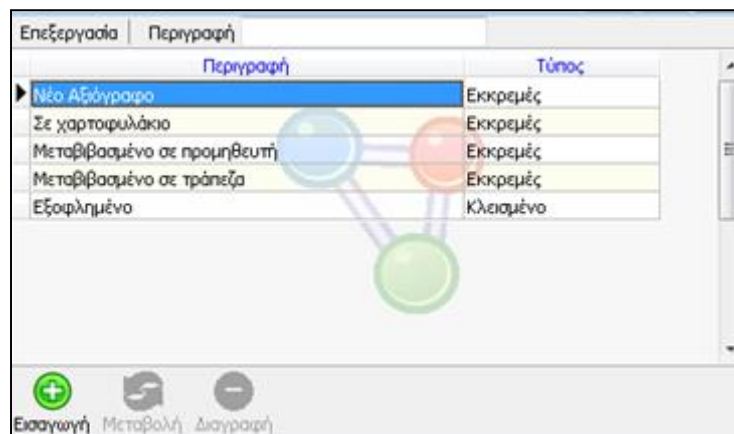 Επεξεργασία Περιγραφή
Περιγραφή Τύπος
Νέο Αξιόγραφο Εκκρεμές
Σε χαρτοφυλάκιο Εκκρεμές
Μεταβιβασμένο σε προμηθευτή Εκκρεμές
Μεταβιβασμένο σε τράπεζα Εκκρεμές
Εξοφλημένο Κλεισμένο
Εισαγωγή Μεταβολή Διαγραφή